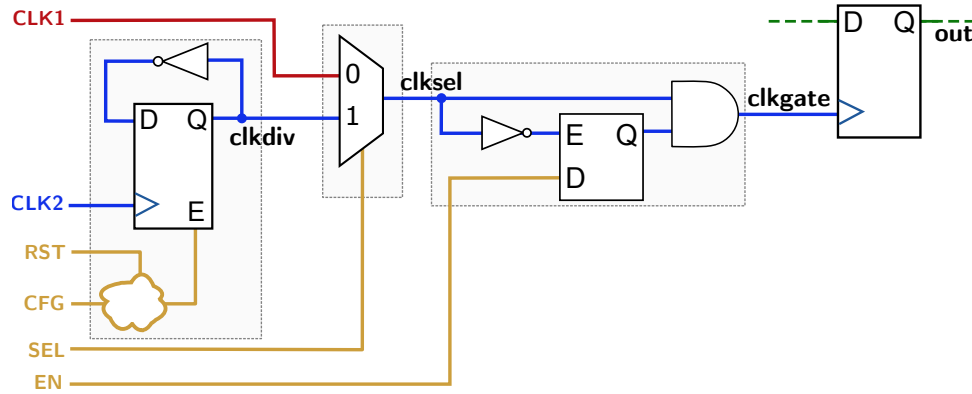 CLK1
D Q
out
0
clksel
clkgate
D Q
1
clkdiv
E Q
D
CLK2
E
RST
CFG
SEL
EN